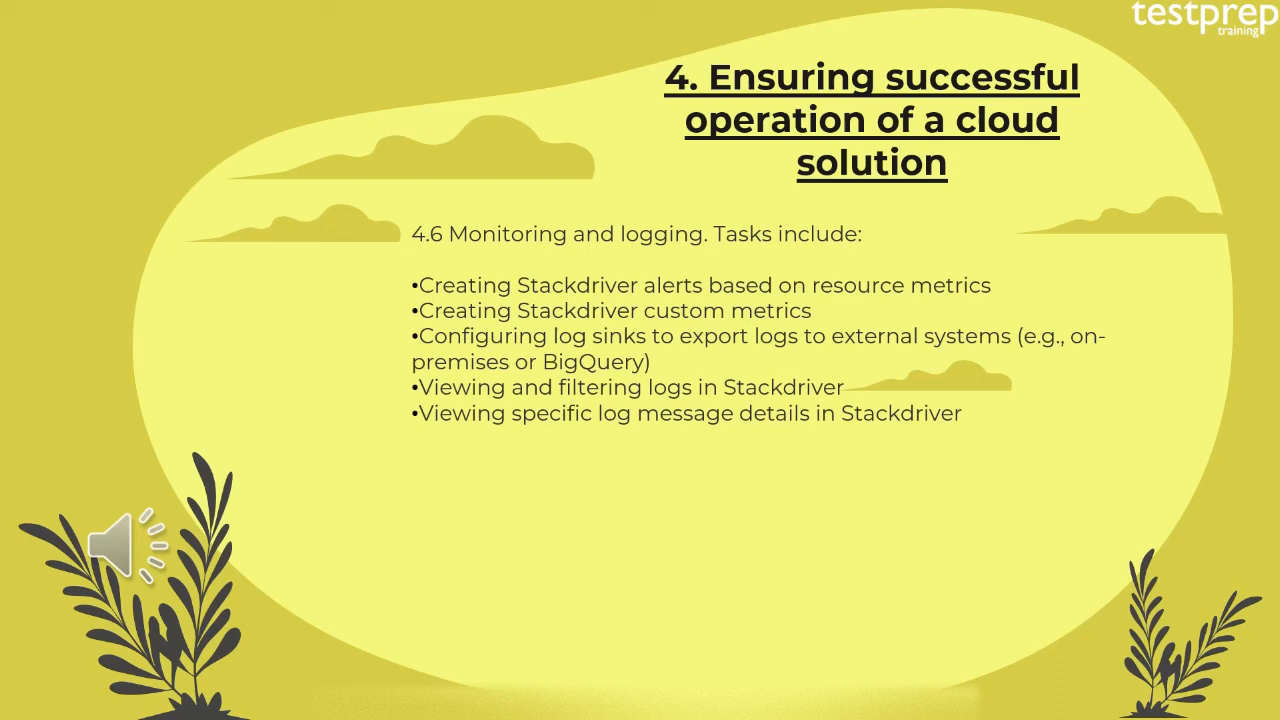 testprep
training
4. Ensuring successful
operation of a cloud
solution
4.6 Monitoring and logging. Tasks include:
•Creating Stackdriver alerts based on resource metrics
•Creating Stackdriver custom metrics
•Configuring log sinks to export logs to external systems (e.g., on-
premises or BigQuery)
•Viewing and filtering logs in Stackdriver
•Viewing specific log message details in Stackdriver